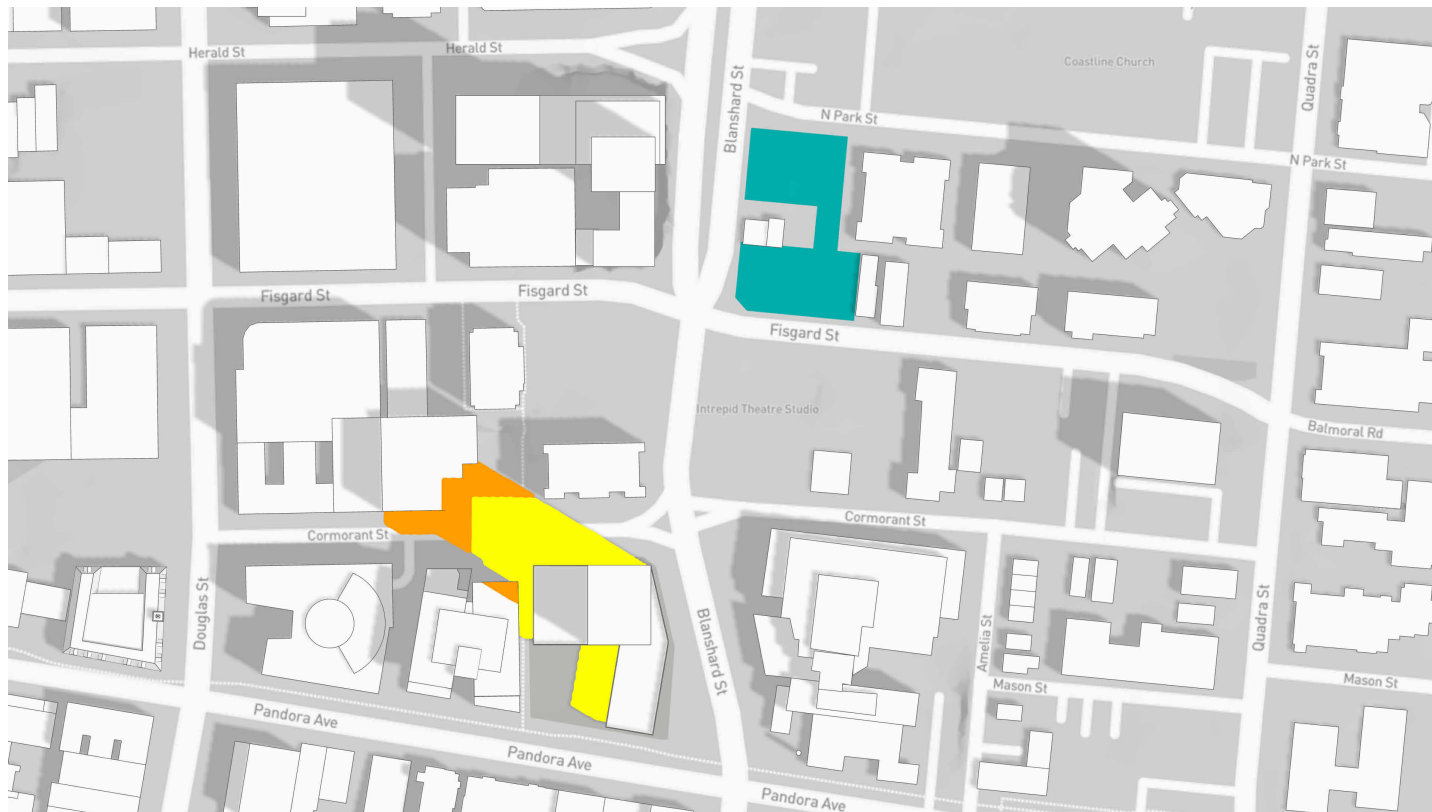 Herald St
Herald St
Coastline Church
Blanshard St
Quadra St
N Park St
N Park St
Fisgard St
Fisgard St
Fisgard St
Intrepid Theatre Studio
Balmoral Rd
Cormorant St
Cormorant St
Douglas St
Blanshard St
Amelia St
Quadra St
Mason St
Mason St
Pandora Ave
Pandora Ave
Pandora Ave